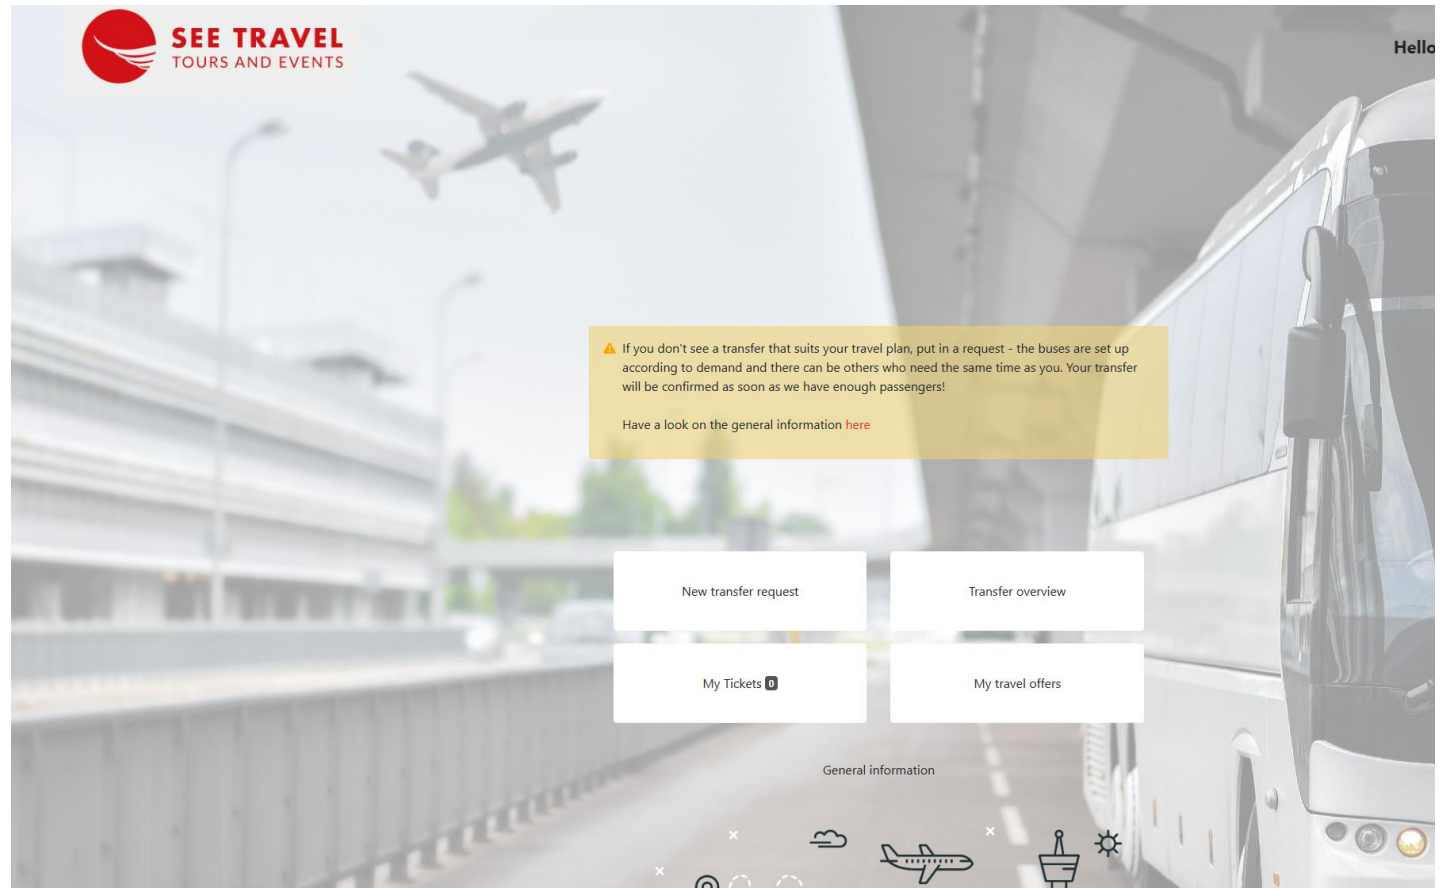 SEE TRAVEL
TOURS AND EVENTS
Hello
If you don't see a transfer that suits your travel plan, put in a request - the buses are set up
according to demand and there can be others who need the same time as you. Your transfer
will be confirmed as soon as we have enough passengers!
Have a look on the general information here
New transfer request
Transfer overview
My Tickets 0
My travel offers
General information